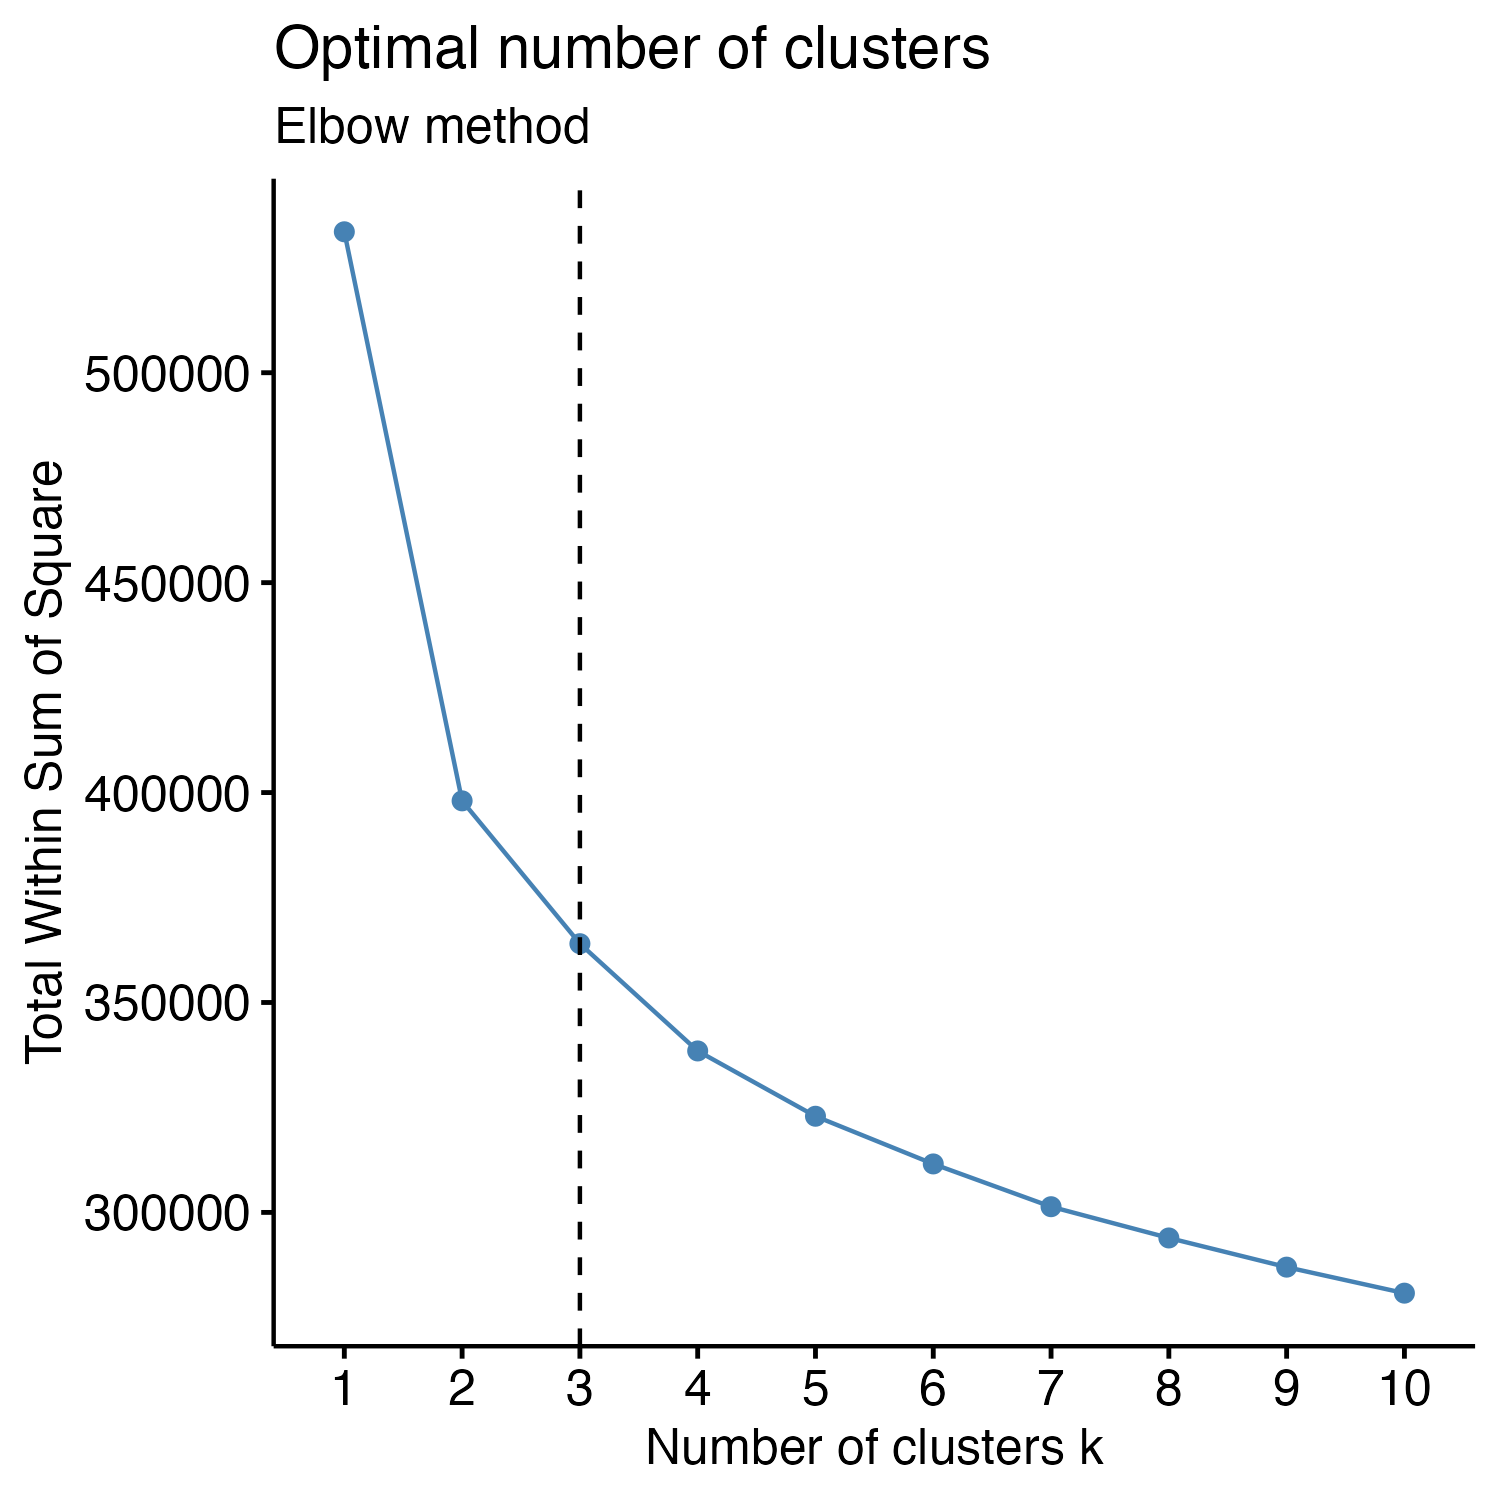 Optimal number of clusters
Elbow method
Total Within Sum of Square
500000
450000
400000
350000
300000
1 2 3 4 5 6 7 8 9 10
Number of clusters k